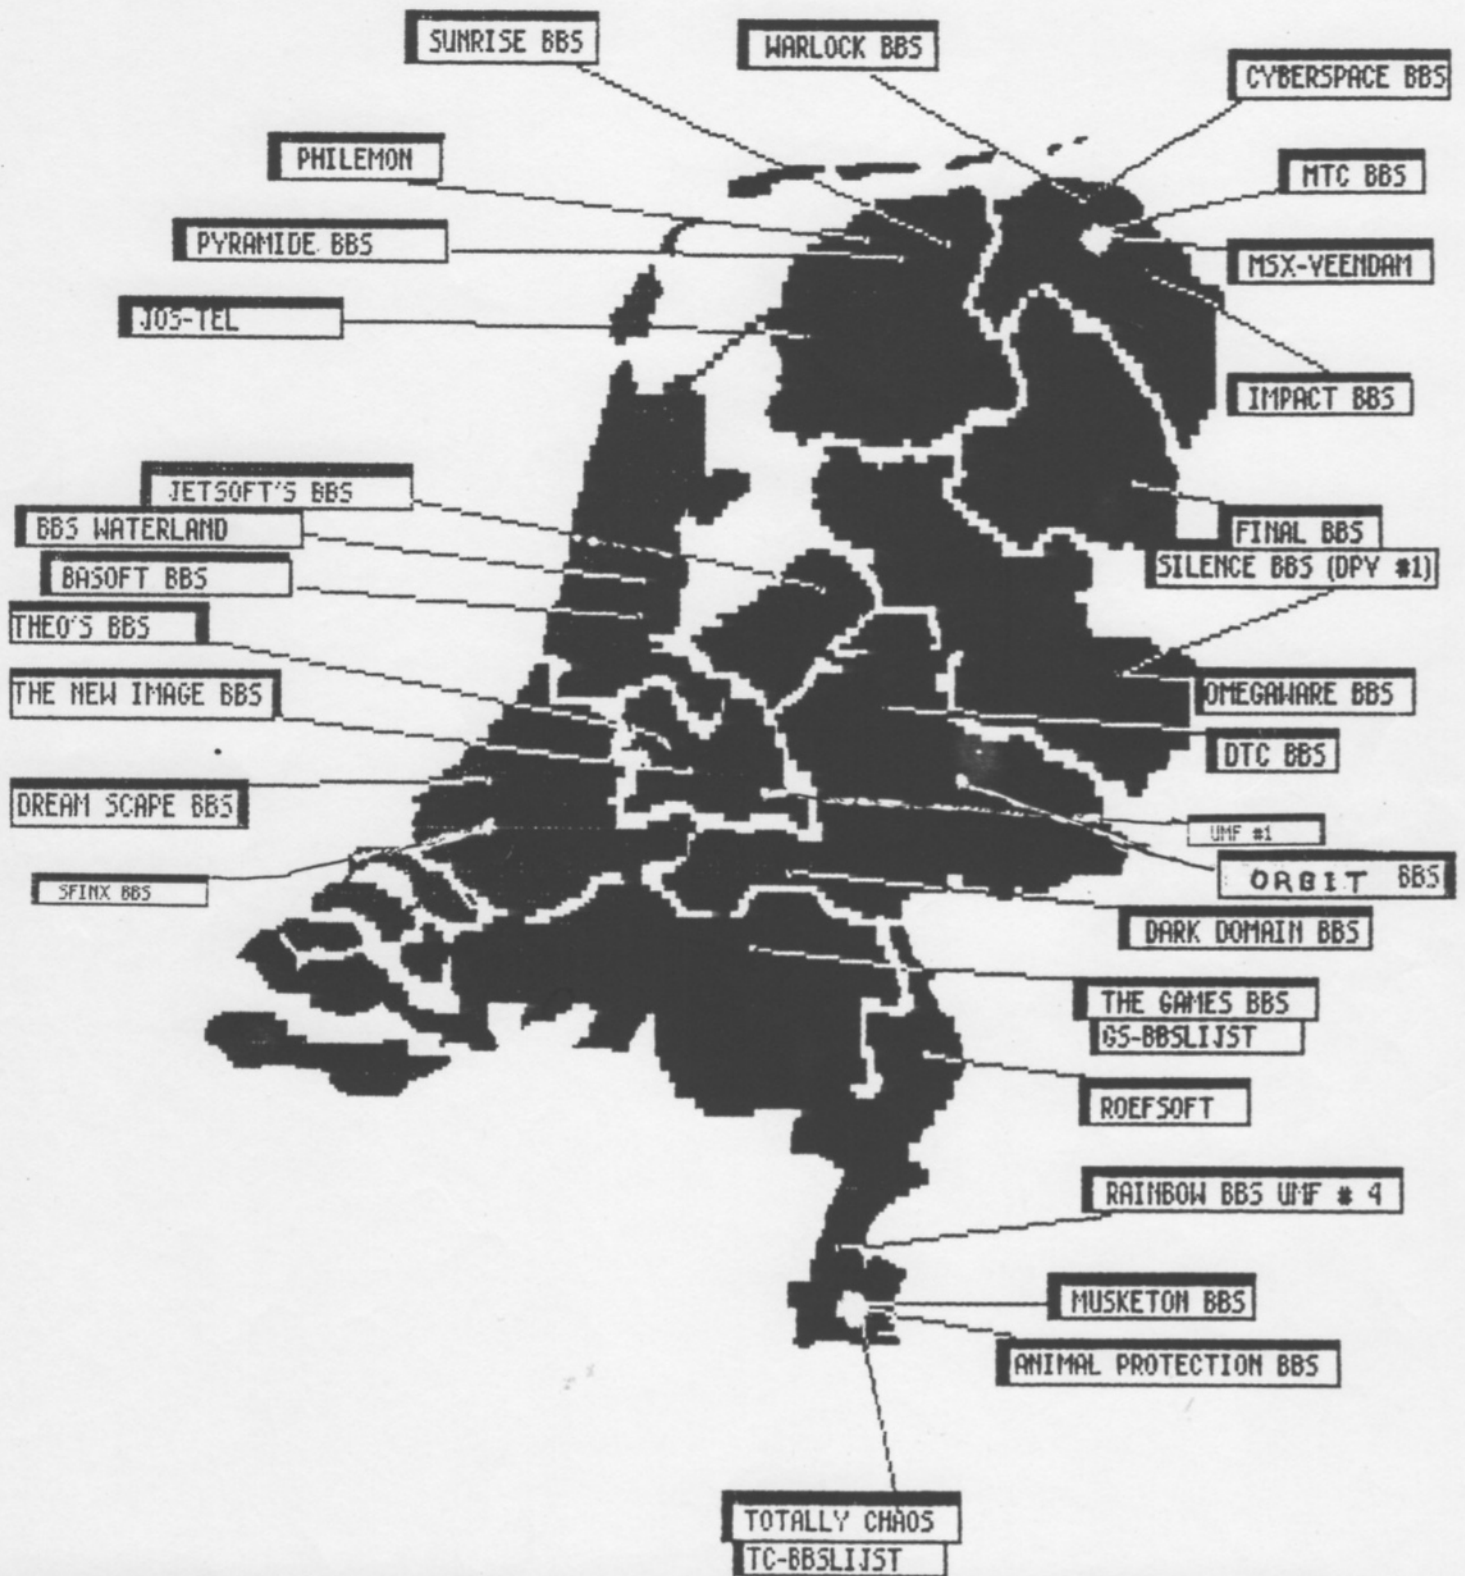 SUNRISE BBS
WARLOCK BBS
CYBERSPACE BBS
PHILEMON
MTC BBS
PYRAMIDE BBS
MSX-VEENDAM
JOS-TEL
IMPACT BBS
JETSOFT'S BBS
BBS WATERLAND
FINAL BBS
BASOFT BBS
SILENCE BBS (DPV #1)
THEO'S BBS
THE NEW IMAGE BBS
OMEGAWARE BBS
DTC BBS
DREAM SCAPE BBS
UMF #1
SFINX BBS
ORBIT BBS
DARK DOMAIN BBS
THE GAMES BBS
GS-BBSLIJST
ROEFSOFT
RAINBOW BBS UMF # 4
MUSKETON BBS
ANIMAL PROTECTION BBS
TOTALLY CHAOS
TC-BBSLIJST